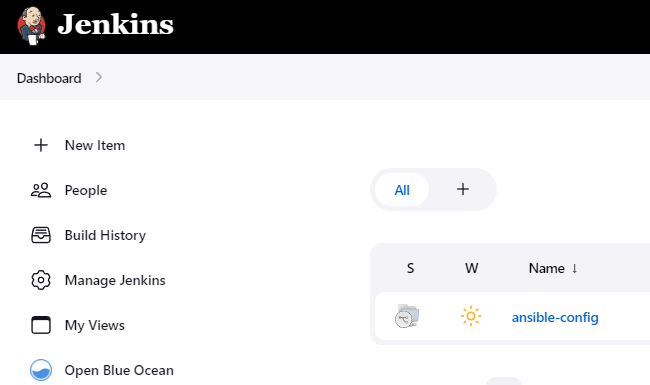 Jenkins
Dashboard
New Item
People
Build History
Manage Jenkins
My Views
Open Blue Ocean
All +
S W Name ↓
ansible-config